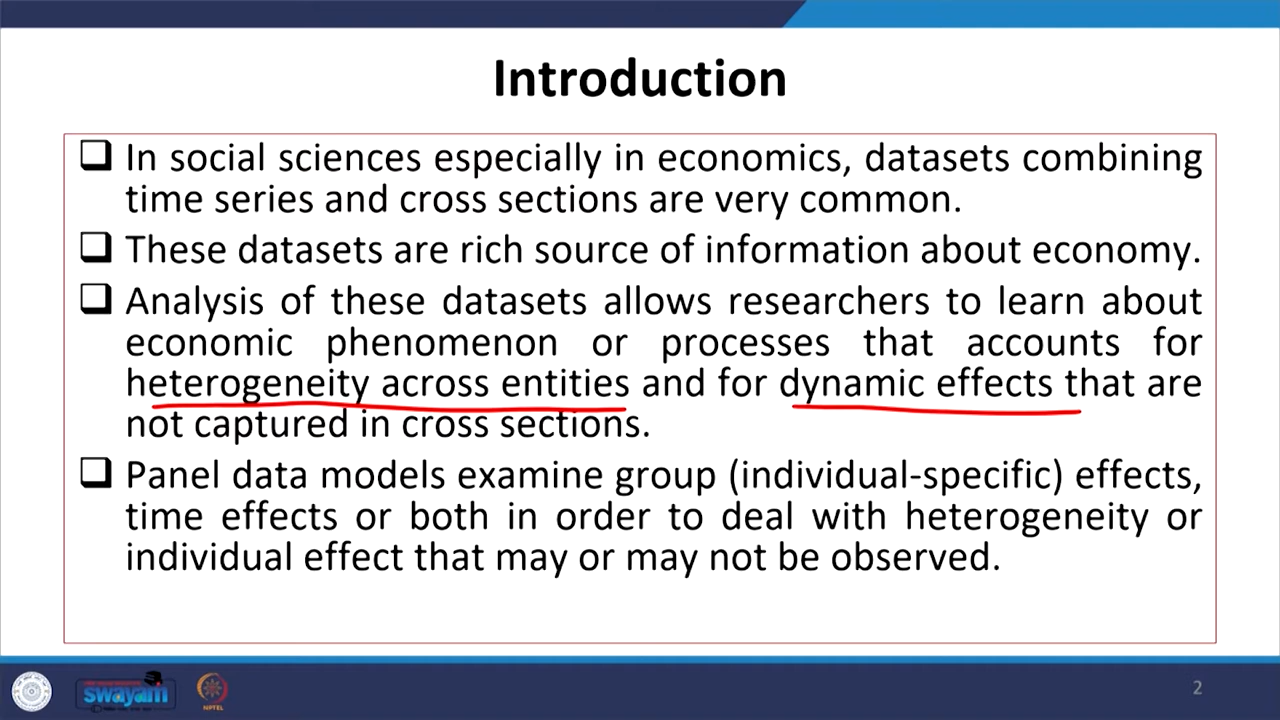 Introduction
❑ In social sciences especially in economics, datasets combining
time series and cross sections are very common.
❑ These datasets are rich source of information about economy.
❑ Analysis of these datasets allows researchers to learn about
economic phenomenon or processes that accounts for
heterogeneity across entities and for dynamic effects that are
not captured in cross sections.
❑ Panel data models examine group (individual-specific) effects,
time effects or both in order to deal with heterogeneity or
individual effect that may or may not be observed.
swayam
NPTEL
2